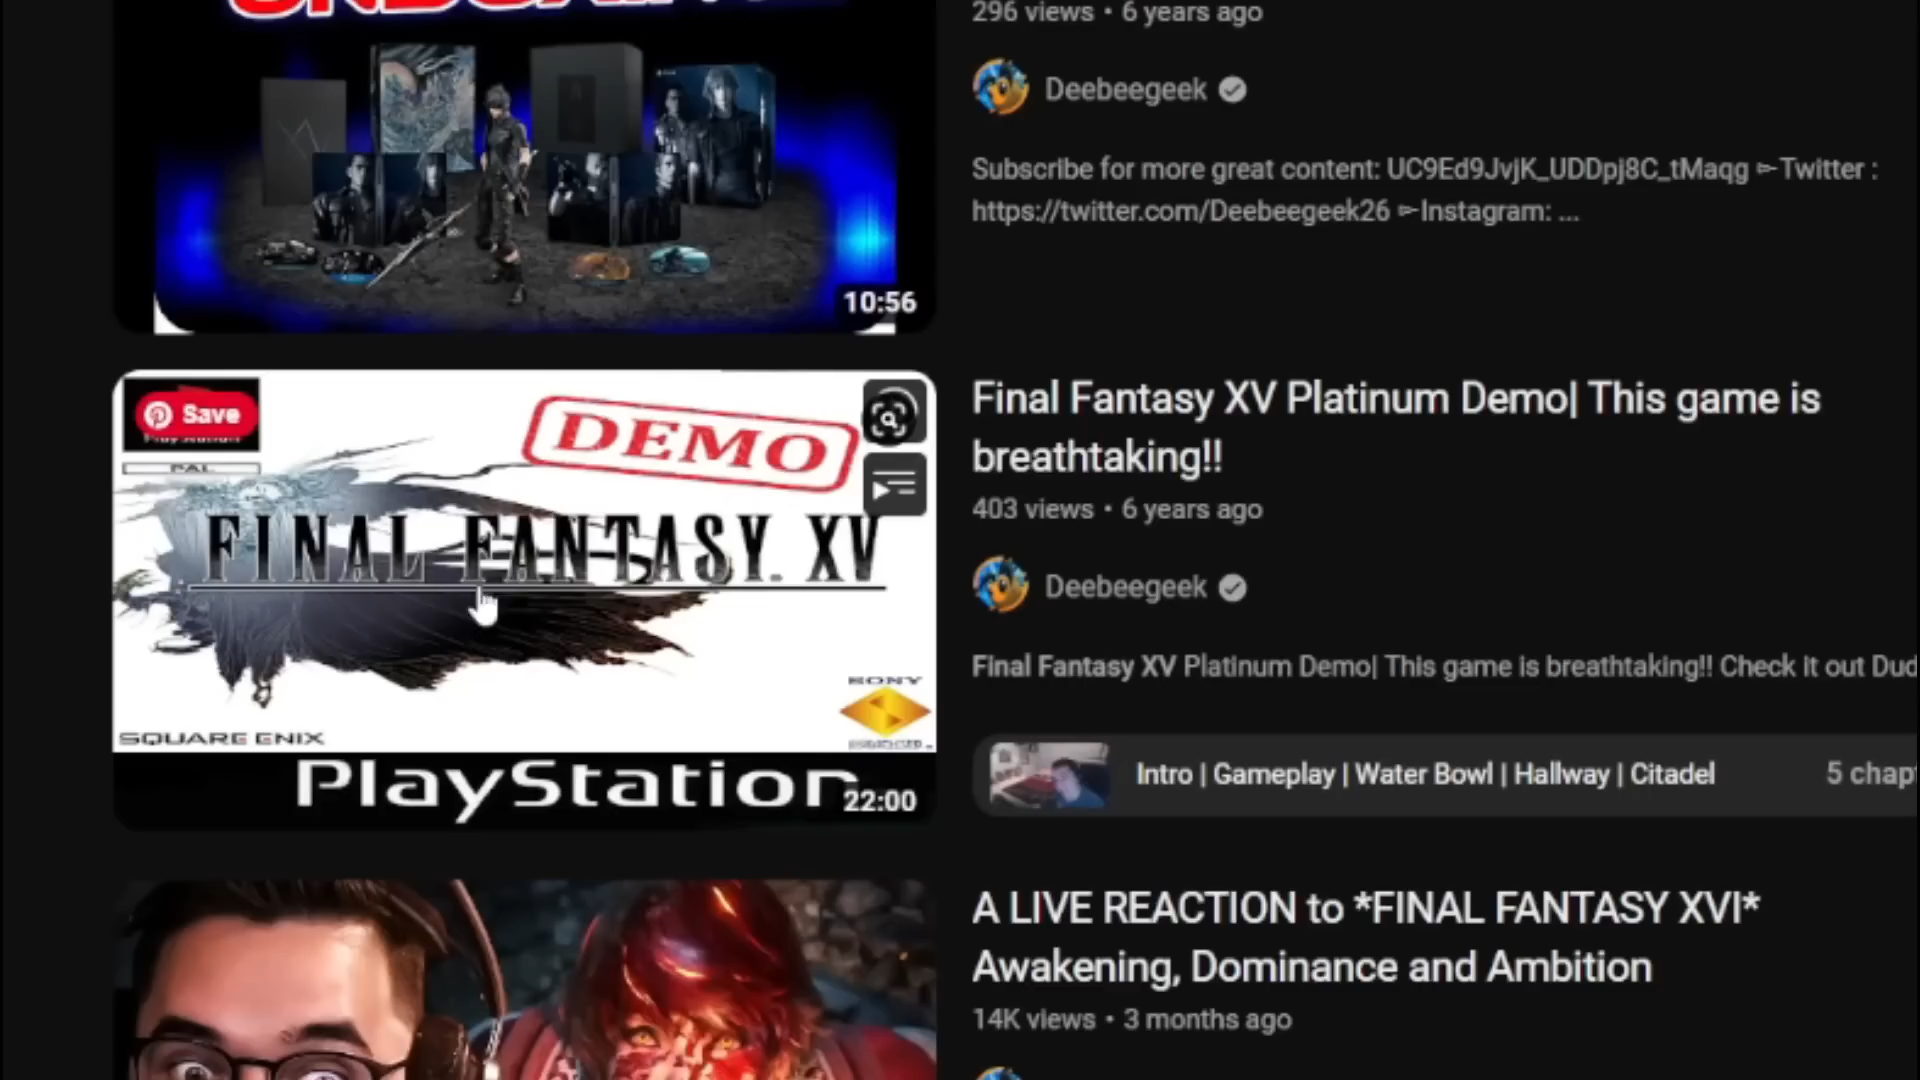 296 views • 6 years ago
Deebeegeek
Subscribe for more great content: UC9Ed9JvjK_UDDpj8C_tMaqg ➳Twitter :
https://twitter.com/Deebeegeek26 ➳Instagram: ...
10:56
Save
PAL
DEMO
FINAL FANTASY XV
SONY
SQUARE ENIX
PlayStation
22:00
Final Fantasy XV Platinum Demo| This game is
breathtaking!!
403 views • 6 years ago
Deebeegeek
Final Fantasy XV Platinum Demo| This game is breathtaking!! Check it out Dud
Intro | Gameplay | Water Bowl | Hallway | Citadel
5 chap
A LIVE REACTION to *FINAL FANTASY XVI*
Awakening, Dominance and Ambition
14K views • 3 months ago